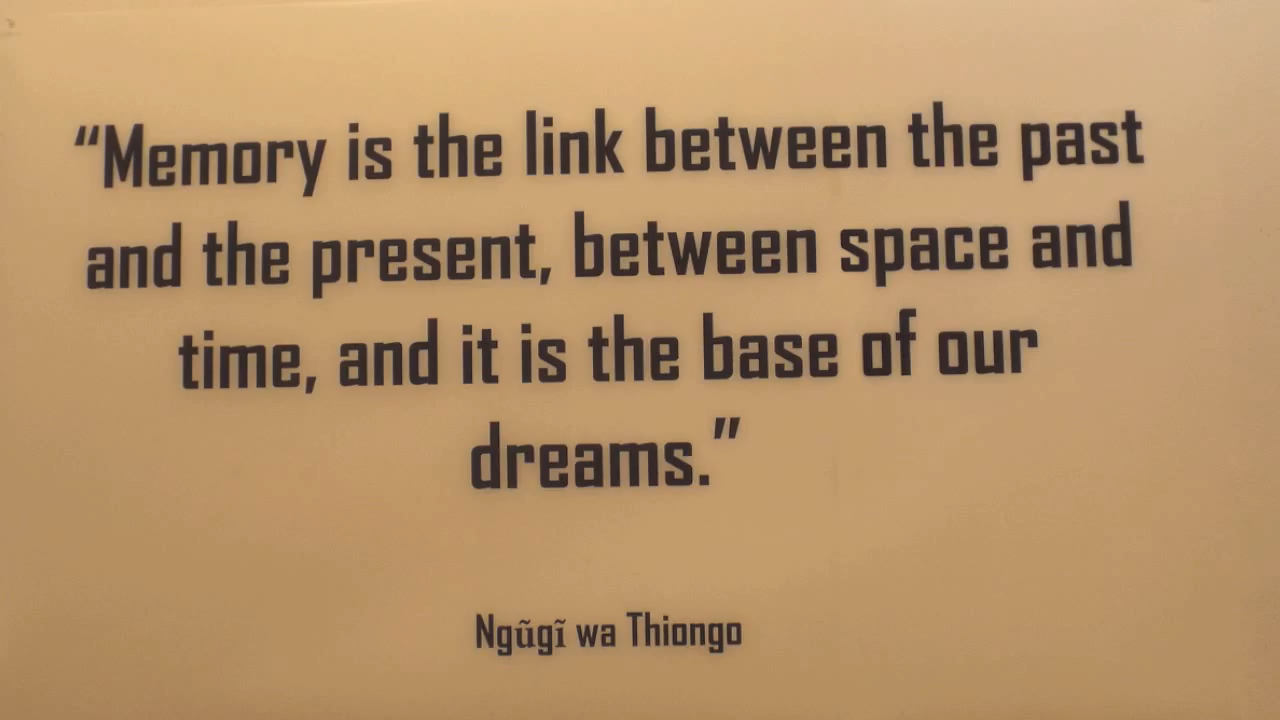 “Memory is the link between the past
and the present, between space and
time, and it is the base of our
dreams.”
Ngũgĩ wa Thiongo